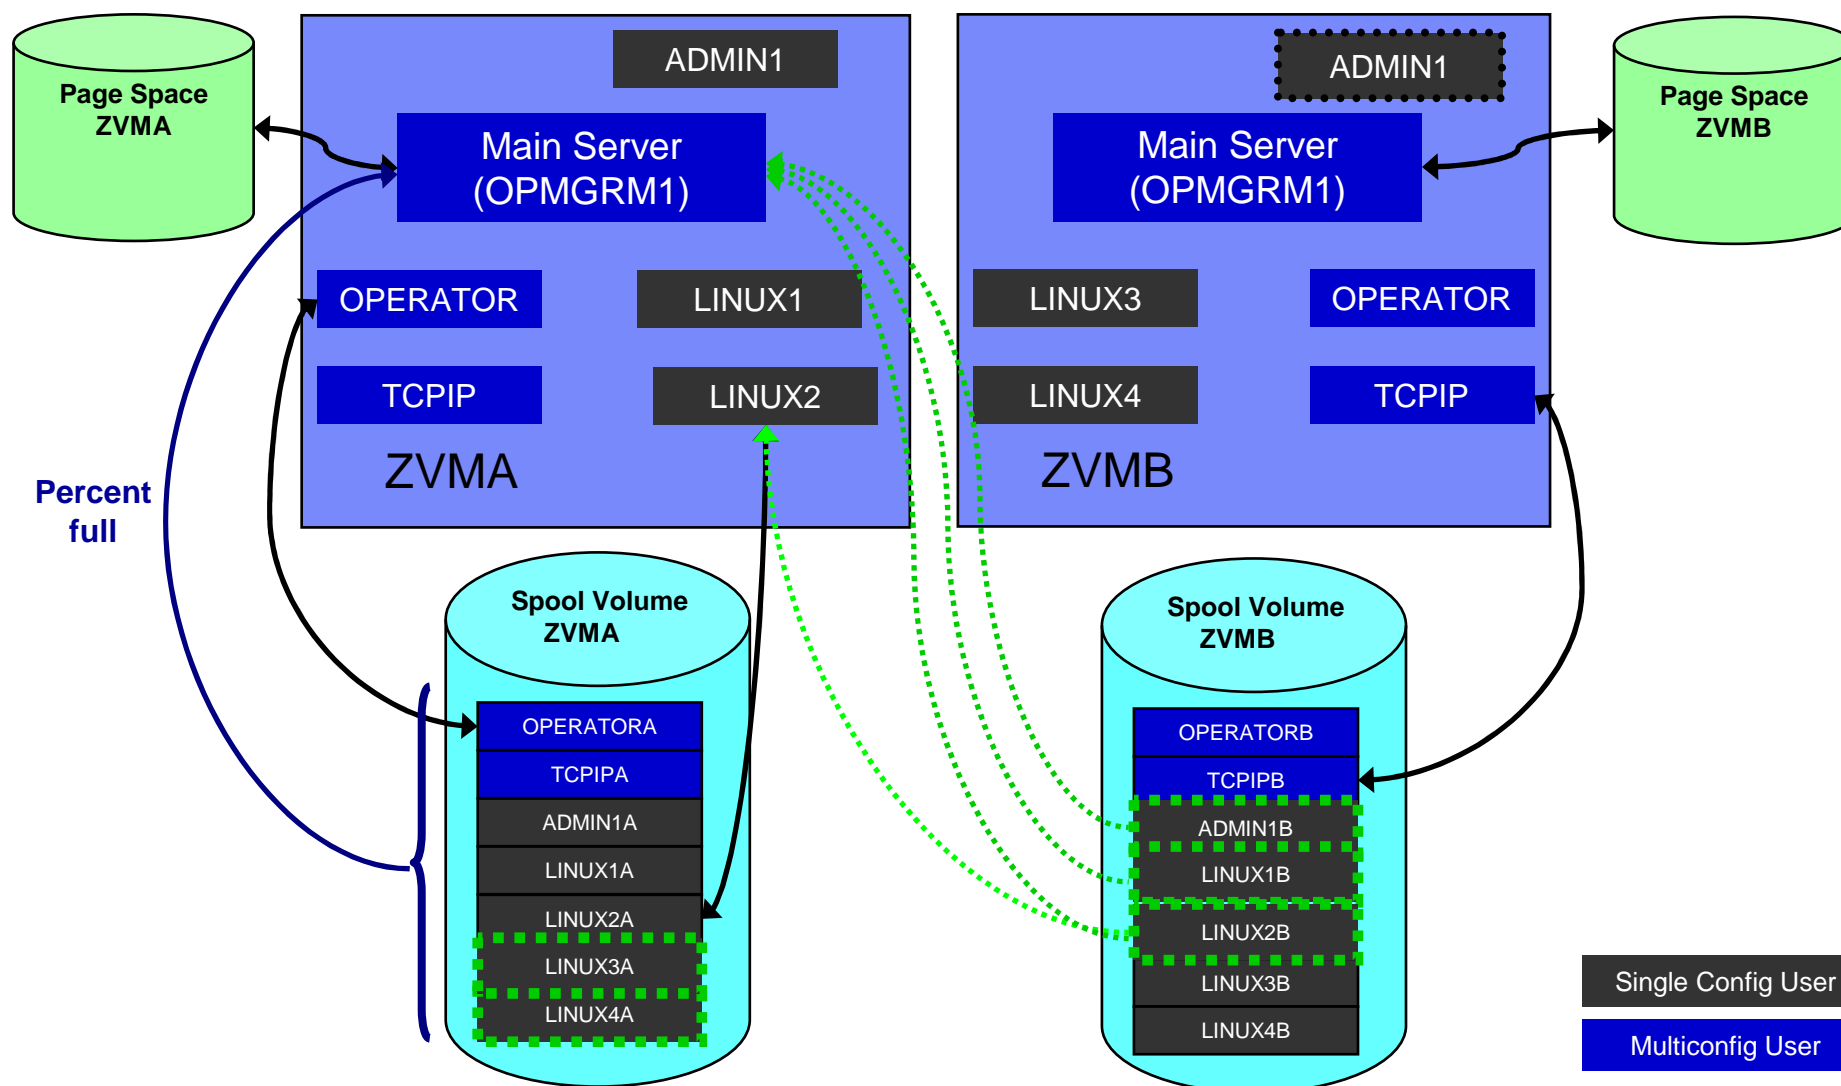 Page Space
ZVMA
ADMIN1
Main Server
(OPMGRM1)
OPERATOR
LINUX1
TCPIP
LINUX2
ZVMA
ADMIN1
Main Server
(OPMGRM1)
LINUX3
OPERATOR
LINUX4
TCPIP
ZVMB
Page Space
ZVMB
Percent
full
Spool Volume
ZVMA
OPERATORA
TCPIPA
ADMIN1A
LINUX1A
LINUX2A
LINUX3A
LINUX4A
Spool Volume
ZVMB
OPERATORB
TCPIPB
ADMIN1B
LINUX1B
LINUX2B
LINUX3B
LINUX4B
Single Config User
Multiconfig User